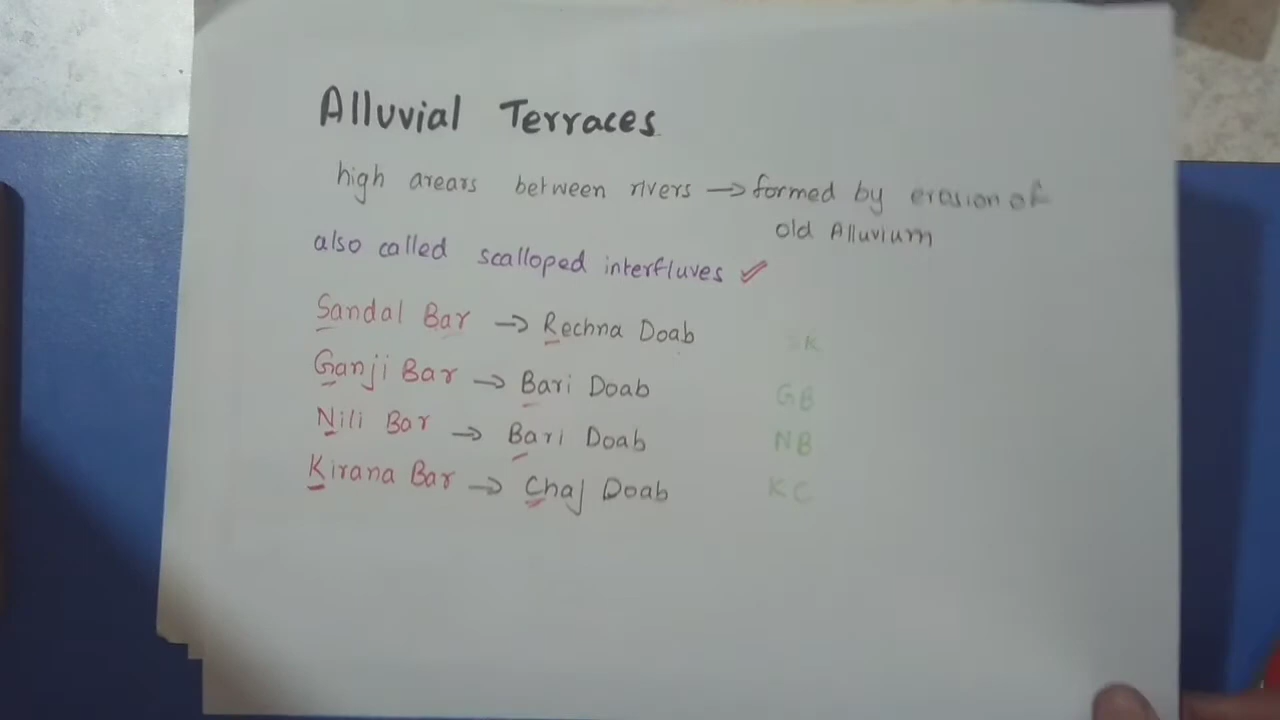 Alluvial Terraces
high arears between rivers → formed by erosion of
old Alluvium
also called scalloped interfluves ✓
Sandal Bar → Rechna Doab
Ganji Bar → Bari Doab GB
Nili Bar → Bari Doab NB
Kirana Bar → Chaj Doab KC